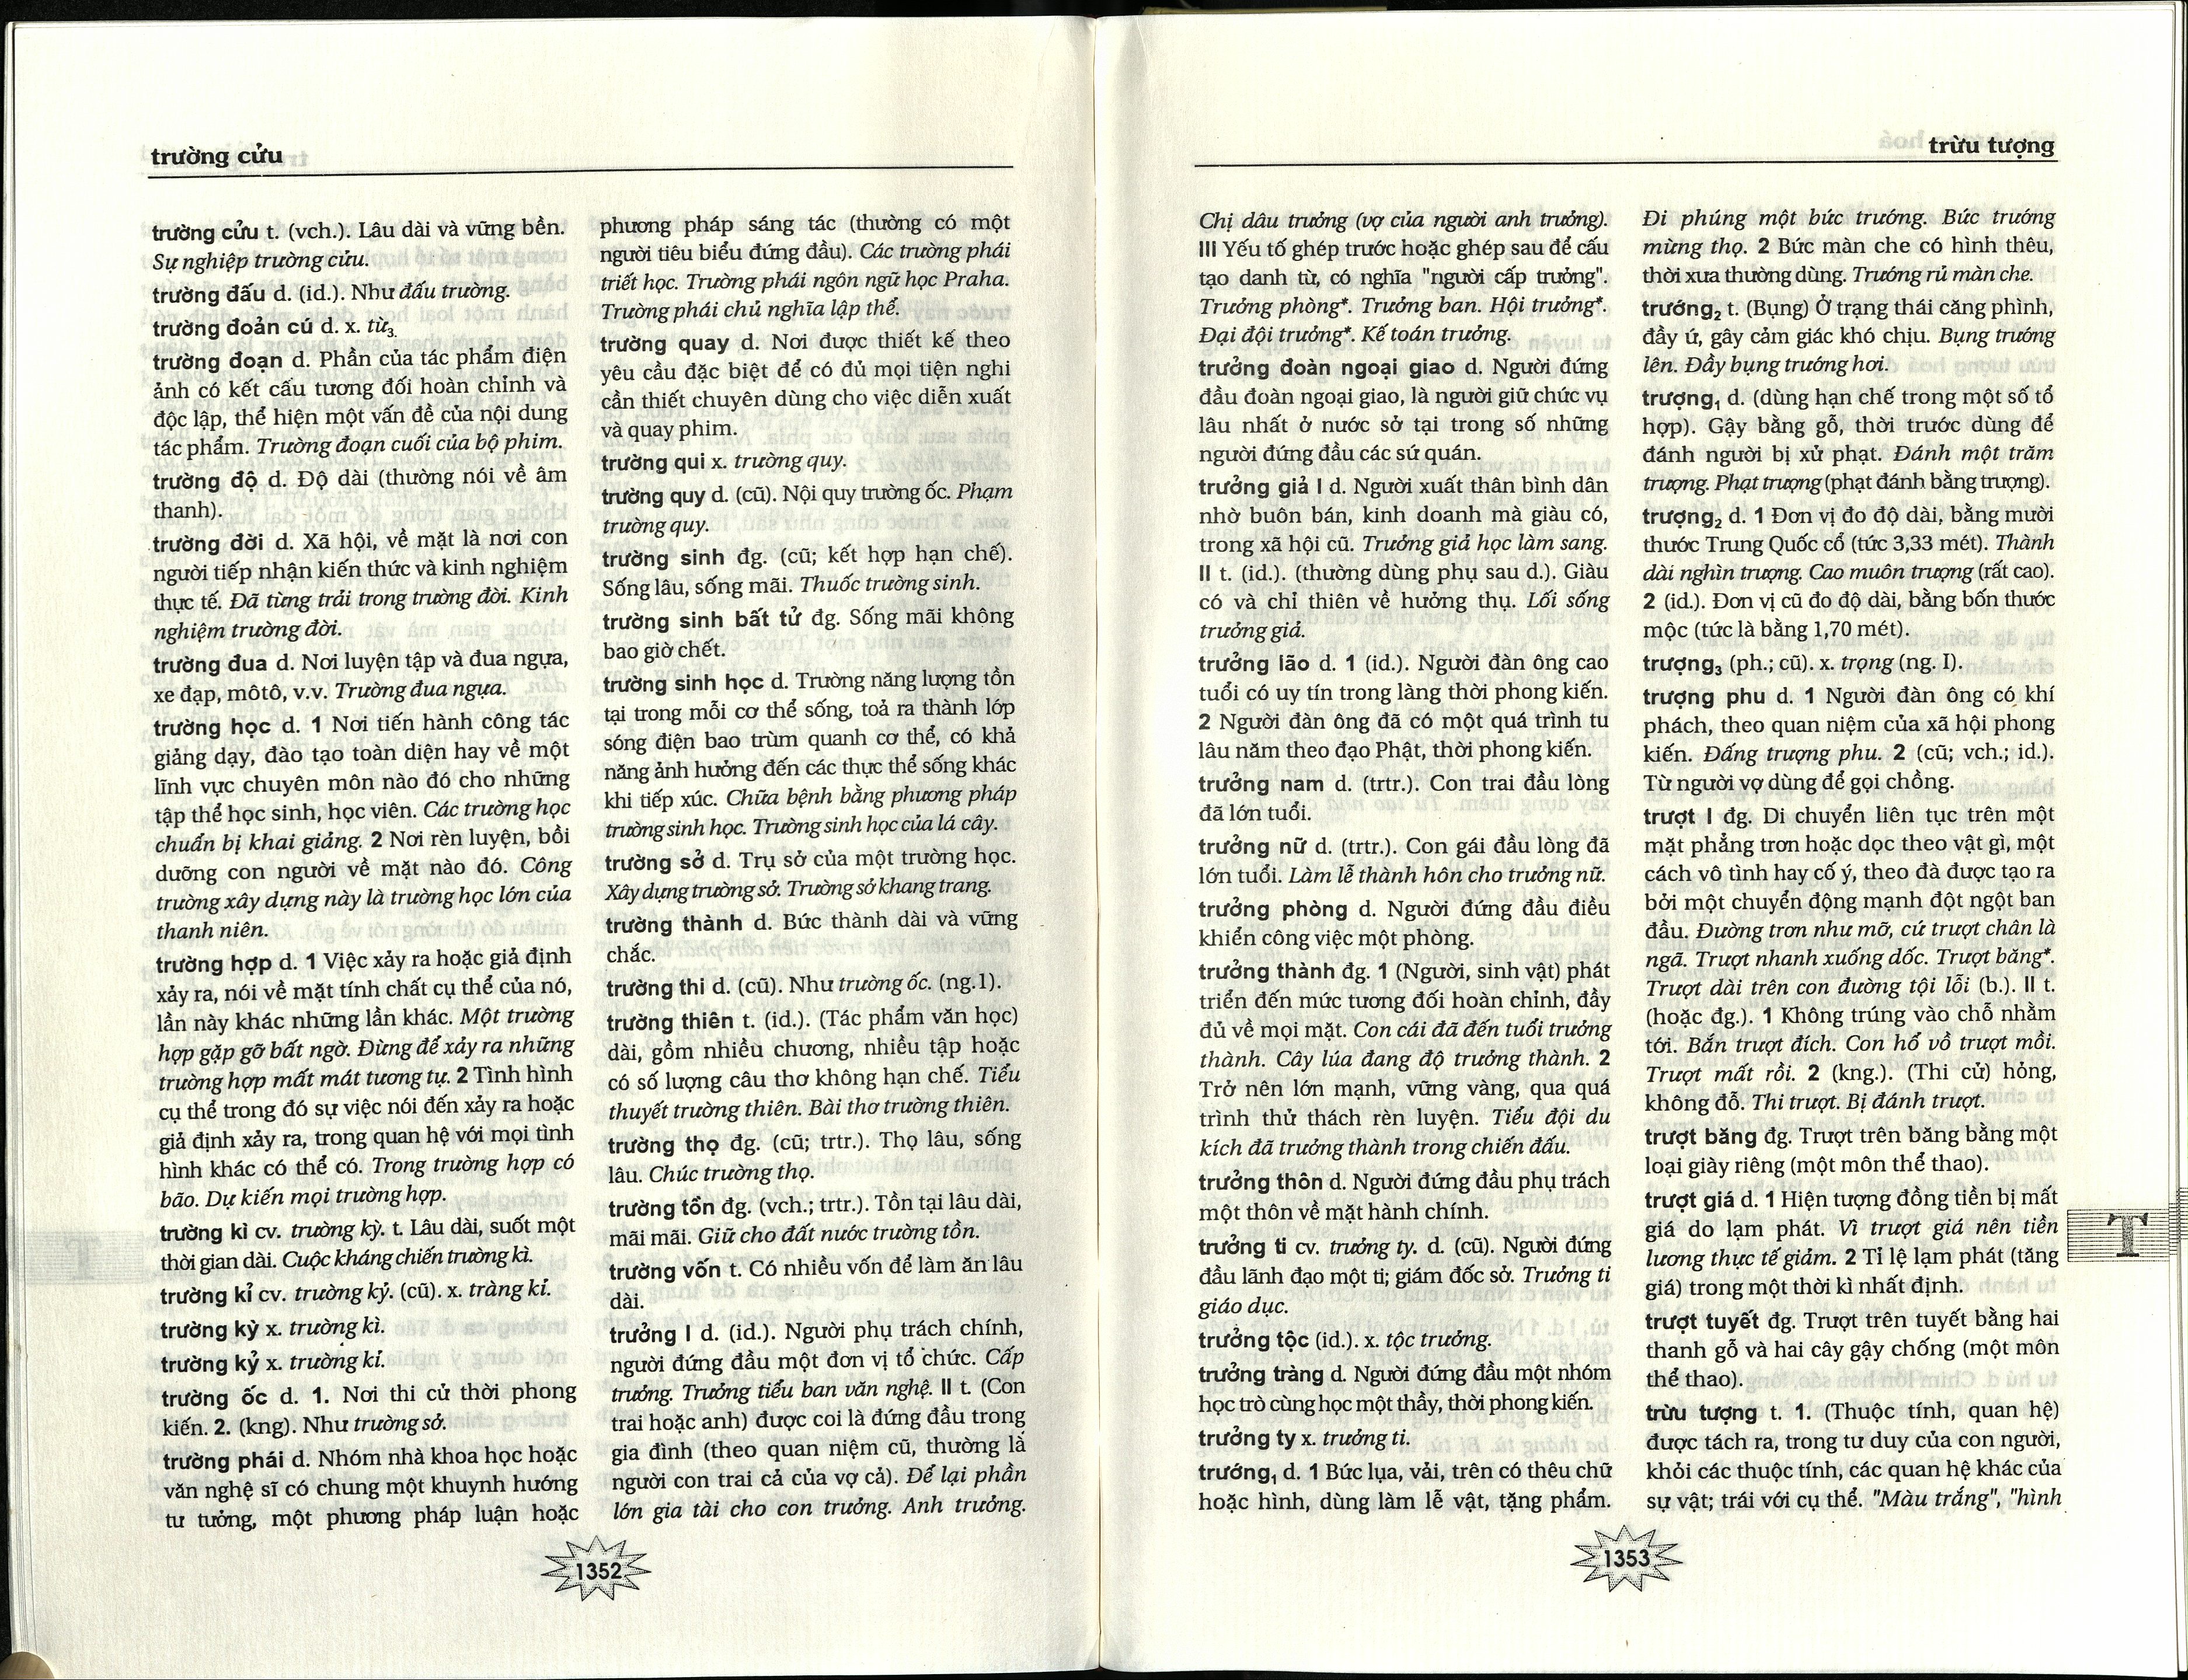 trường cửu
trường cửu t. (vch.). Lâu dài và vững bền.
Sự nghiệp trường cửu.
trường đấu d. (id.). Như đấu trường.
trường đoản cú d. x. từ3.
trường đoạn d. Phần của tác phẩm điện
ảnh có kết cấu tương đối hoàn chỉnh và
độc lập, thể hiện một vấn đề của nội dung
tác phẩm. Trường đoạn cuối của bộ phim.
trường độ d. Độ dài (thường nói về âm
thanh).
trường đời d. Xã hội, về mặt là nơi con
người tiếp nhận kiến thức và kinh nghiệm
thực tế. Đã từng trải trong trường đời. Kinh
nghiệm trường đời.
trường đua d. Nơi luyện tập và đua ngựa,
xe đạp, môtô, v.v. Trường đua ngựa.
trường học d. 1 Nơi tiến hành công tác
giảng dạy, đào tạo toàn diện hay về một
lĩnh vực chuyên môn nào đó cho những
tập thể học sinh, học viên. Các trường học
chuẩn bị khai giảng. 2 Nơi rèn luyện, bồi
dưỡng con người về mặt nào đó. Công
trường xây dựng này là trường học lớn của
thanh niên.
trường hợp d. 1 Việc xảy ra hoặc giả định
xảy ra, nói về mặt tính chất cụ thể của nó,
lần này khác những lần khác. Một trường
hợp gặp gỡ bất ngờ. Đừng để xảy ra những
trường hợp mất mát tương tự. 2 Tình hình
cụ thể trong đó sự việc nói đến xảy ra hoặc
giả định xảy ra, trong quan hệ với mọi tình
hình khác có thể có. Trong trường hợp có
bão. Dự kiến mọi trường hợp.
trường kì cv. trường kỳ. t. Lâu dài, suốt một
thời gian dài. Cuộc kháng chiến trường kì.
trường kỉ cv. trường kỷ. (cũ). x. tràng kỉ.
trường kỳ x. trường kì.
trường kỷ x. trường kỉ.
trường ốc d. 1. Nơi thi cử thời phong
kiến. 2. (kng). Như trường sở.
trường phái d. Nhóm nhà khoa học hoặc
văn nghệ sĩ có chung một khuynh hướng
tư tưởng, một phương pháp luận hoặc
phương pháp sáng tác (thường có một
người tiêu biểu đứng đầu). Các trường phái
triết học. Trường phái ngôn ngữ học Praha.
Trường phái chủ nghĩa lập thể.
trường quay d. Nơi được thiết kế theo
yêu cầu đặc biệt để có đủ mọi tiện nghi
cần thiết chuyên dùng cho việc diễn xuất
và quay phim.
trường qui x. trường quy.
trường quy d. (cũ). Nội quy trường ốc. Phạm
trường quy.
trường sinh đg. (cũ; kết hợp hạn chế).
Sống lâu, sống mãi. Thuốc trường sinh.
trường sinh bất tử đg. Sống mãi không
bao giờ chết.
trường sinh học d. Trường năng lượng tồn
tại trong mỗi cơ thể sống, toả ra thành lớp
sóng điện bao trùm quanh cơ thể, có khả
năng ảnh hưởng đến các thực thể sống khác
khi tiếp xúc. Chữa bệnh bằng phương pháp
trường sinh học. Trường sinh học của lá cây.
trường sở d. Trụ sở của một trường học.
Xây dựng trường sở. Trường sở khang trang.
trường thành d. Bức thành dài và vững
chắc.
trường thi d. (cũ). Như trường ốc. (ng.1).
trường thiên t. (id.). (Tác phẩm văn học)
dài, gồm nhiều chương, nhiều tập hoặc
có số lượng câu thơ không hạn chế. Tiểu
thuyết trường thiên. Bài thơ trường thiên.
trường thọ đg. (cũ; trtr.). Thọ lâu, sống
lâu. Chúc trường thọ.
trường tồn đg. (vch.; trtr.). Tồn tại lâu dài,
mãi mãi. Giữ cho đất nước trường tồn.
trường vốn t. Có nhiều vốn để làm ăn lâu
dài.
trưởng I d. (id.). Người phụ trách chính,
người đứng đầu một đơn vị tổ chức. Cấp
trưởng. Trưởng tiểu ban văn nghệ. II t. (Con
trai hoặc anh) được coi là đứng đầu trong
gia đình (theo quan niệm cũ, thường là
người con trai cả của vợ cả). Để lại phần
lớn gia tài cho con trưởng. Anh trưởng.
1352
trừu tượng
Chị dâu trưởng (vợ của người anh trưởng).
III Yếu tố ghép trước hoặc ghép sau để cấu
tạo danh từ, có nghĩa "người cấp trưởng".
Trưởng phòng*. Trưởng ban. Hội trưởng*.
Đại đội trưởng*. Kế toán trưởng.
trưởng đoàn ngoại giao d. Người đứng
đầu đoàn ngoại giao, là người giữ chức vụ
lâu nhất ở nước sở tại trong số những
người đứng đầu các sứ quán.
trưởng giả I d. Người xuất thân bình dân
nhờ buôn bán, kinh doanh mà giàu có,
trong xã hội cũ. Trưởng giả học làm sang.
II t. (id.). (thường dùng phụ sau d.). Giàu
có và chỉ thiên về hưởng thụ. Lối sống
trưởng giả.
trưởng lão d. 1 (id.). Người đàn ông cao
tuổi có uy tín trong làng thời phong kiến.
2 Người đàn ông đã có một quá trình tu
lâu năm theo đạo Phật, thời phong kiến.
trưởng nam d. (trtr.). Con trai đầu lòng
đã lớn tuổi.
trưởng nữ d. (trtr.). Con gái đầu lòng đã
lớn tuổi. Làm lễ thành hôn cho trưởng nữ.
trưởng phòng d. Người đứng đầu điều
khiển công việc một phòng.
trưởng thành đg. 1 (Người, sinh vật) phát
triển đến mức tương đối hoàn chỉnh, đầy
đủ về mọi mặt. Con cái đã đến tuổi trưởng
thành. Cây lúa đang độ trưởng thành. 2
Trở nên lớn mạnh, vững vàng, qua quá
trình thử thách rèn luyện. Tiểu đội du
kích đã trưởng thành trong chiến đấu.
trưởng thôn d. Người đứng đầu phụ trách
một thôn về mặt hành chính.
trưởng ti cv. trưởng ty. d. (cũ). Người đứng
đầu lãnh đạo một ti; giám đốc sở. Trưởng ti
giáo dục.
trưởng tộc (id.). x. tộc trưởng.
trưởng tràng d. Người đứng đầu một nhóm
học trò cùng học một thầy, thời phong kiến.
trưởng ty x. trưởng ti.
trướng1 d. 1 Bức lụa, vải, trên có thêu chữ
hoặc hình, dùng làm lễ vật, tặng phẩm.
Đi phúng một bức trướng. Bức trướng
mừng thọ. 2 Bức màn che có hình thêu,
thời xưa thường dùng. Trướng rủ màn che.
trướng2 t. (Bụng) Ở trạng thái căng phình,
đầy ứ, gây cảm giác khó chịu. Bụng trướng
lên. Đầy bụng trướng hơi.
trượng1 d. (dùng hạn chế trong một số tổ
hợp). Gậy bằng gỗ, thời trước dùng để
đánh người bị xử phạt. Đánh một trăm
trượng. Phạt trượng (phạt đánh bằng trượng).
trượng2 d. 1 Đơn vị đo độ dài, bằng mười
thước Trung Quốc cổ (tức 3,33 mét). Thành
dài nghìn trượng. Cao muôn trượng (rất cao).
2 (id.). Đơn vị cũ đo độ dài, bằng bốn thước
mộc (tức là bằng 1,70 mét).
trượng3 (ph.; cũ). x. trọng (ng. I).
trượng phu d. 1 Người đàn ông có khí
phách, theo quan niệm của xã hội phong
kiến. Đấng trượng phu. 2 (cũ; vch.; id.).
Từ người vợ dùng để gọi chồng.
trượt I đg. Di chuyển liên tục trên một
mặt phẳng trơn hoặc dọc theo vật gì, một
cách vô tình hay cố ý, theo đà được tạo ra
bởi một chuyển động mạnh đột ngột ban
đầu. Đường trơn như mỡ, cứ trượt chân là
ngã. Trượt nhanh xuống dốc. Trượt băng*.
Trượt dài trên con đường tội lỗi (b.). II t.
(hoặc đg.). 1 Không trúng vào chỗ nhằm
tới. Bắn trượt đích. Con hổ vồ trượt mồi.
Trượt mất rồi. 2 (kng.). (Thi cử) hỏng,
không đỗ. Thi trượt. Bị đánh trượt.
trượt băng đg. Trượt trên băng bằng một
loại giày riêng (một môn thể thao).
trượt giá d. 1 Hiện tượng đồng tiền bị mất
giá do lạm phát. Vì trượt giá nên tiền
lương thực tế giảm. 2 Tỉ lệ lạm phát (tăng
giá) trong một thời kì nhất định.
trượt tuyết đg. Trượt trên tuyết bằng hai
thanh gỗ và hai cây gậy chống (một môn
thể thao).
trừu tượng t. 1. (Thuộc tính, quan hệ)
được tách ra, trong tư duy của con người,
khỏi các thuộc tính, các quan hệ khác của
sự vật; trái với cụ thể. "Màu trắng", "hình
T
1353